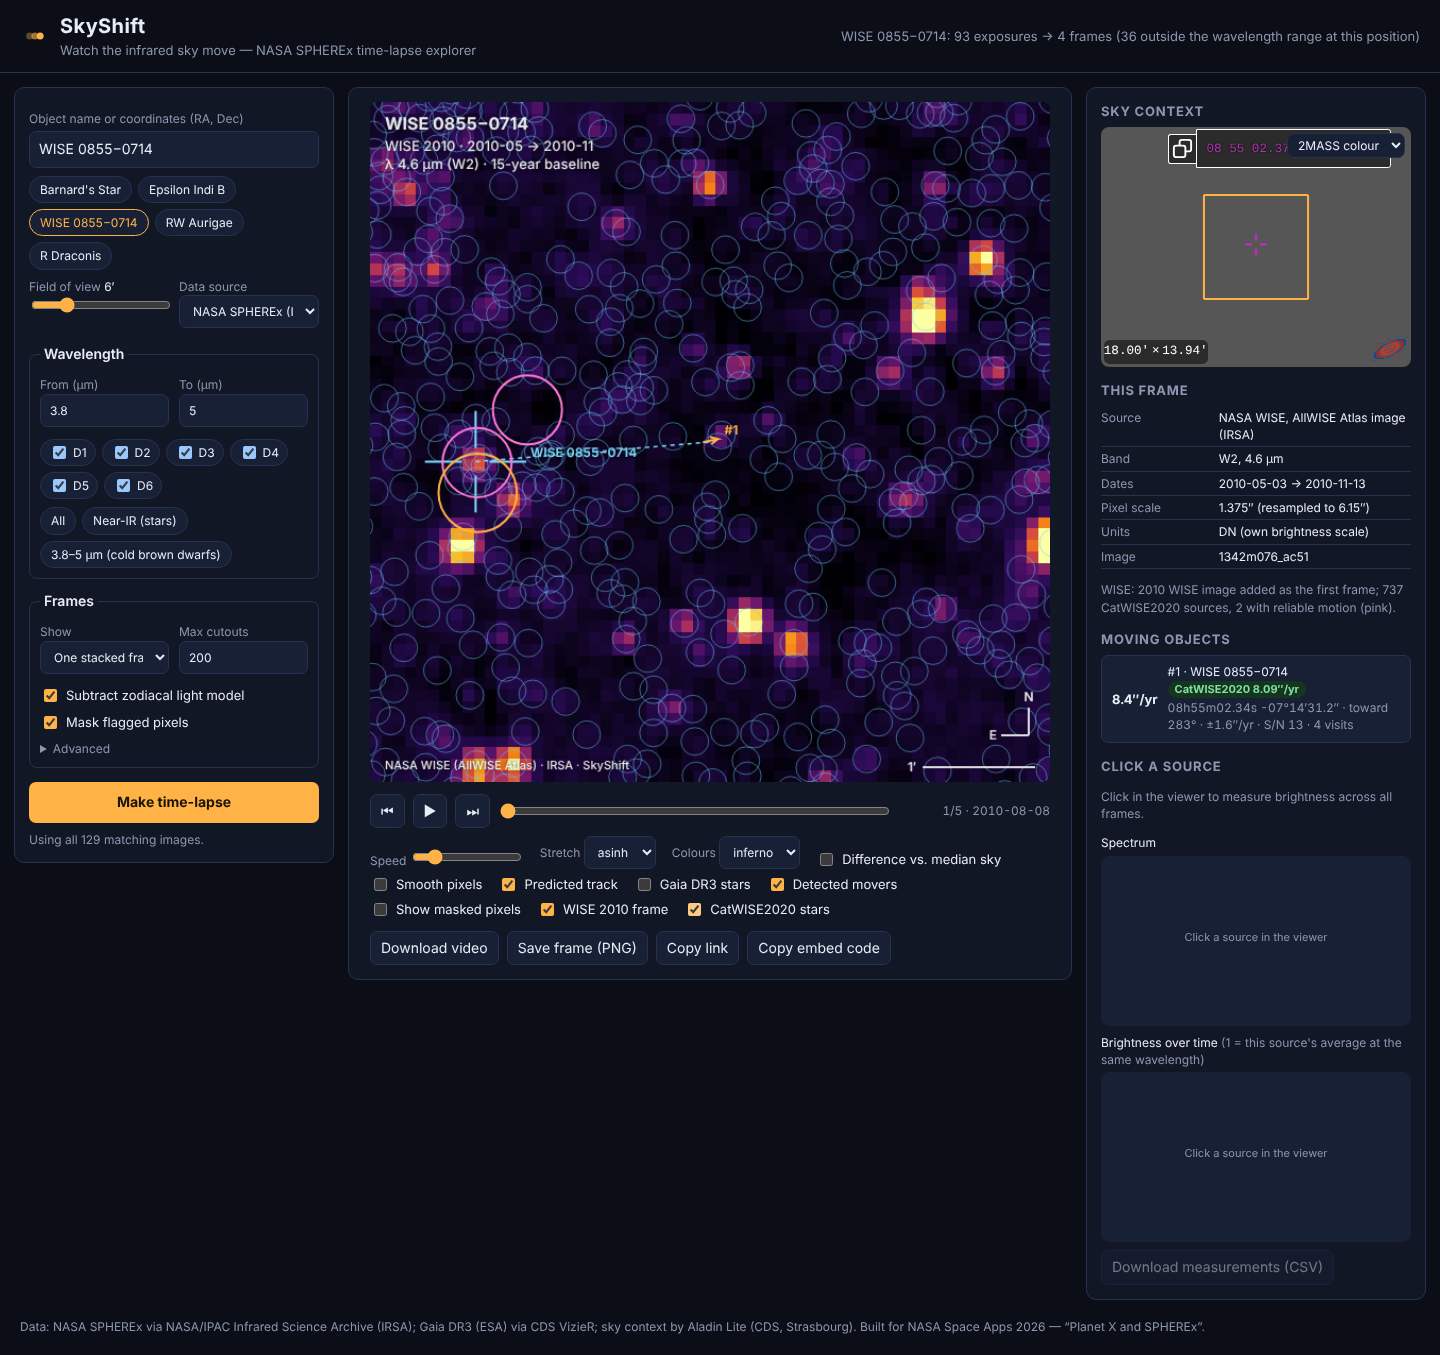 SkyShift
Watch the infrared sky move — NASA SPHEREx time-lapse explorer
WISE 0855−0714: 93 exposures → 4 frames (36 outside the wavelength range at this position)
Object name or coordinates (RA, Dec)
WISE 0855−0714
Barnard's Star
Epsilon Indi B
WISE 0855−0714
RW Aurigae
R Draconis
Field of view 6′
Data source
NASA SPHEREx (I
Wavelength
From (µm)
To (µm)
3.8
5
D1
D2
D3
D4
D5
D6
All
Near-IR (stars)
3.8–5 µm (cold brown dwarfs)
Frames
Show
Max cutouts
One stacked fra
200
Subtract zodiacal light model
Mask flagged pixels
Advanced
Make time-lapse
Using all 129 matching images.
WISE 0855−0714
WISE 2010 · 2010-05 → 2010-11
λ 4.6 µm (W2) · 15-year baseline
#1
WISE 0855−0714
N
E
1′
NASA WISE (AllWISE Atlas) · IRSA · SkyShift
1/5 · 2010-08-08
Speed
Stretch
asinh
Colours
inferno
Difference vs. median sky
Smooth pixels
Predicted track
Gaia DR3 stars
Detected movers
Show masked pixels
WISE 2010 frame
CatWISE2020 stars
Download video
Save frame (PNG)
Copy link
Copy embed code
SKY CONTEXT
08 55 02.37
2MASS colour
18.00' × 13.94'
THIS FRAME
Source
NASA WISE, AllWISE Atlas image
(IRSA)
Band
W2, 4.6 µm
Dates
2010-05-03 → 2010-11-13
Pixel scale
1.375″ (resampled to 6.15″)
Units
DN (own brightness scale)
Image
1342m076_ac51
WISE: 2010 WISE image added as the first frame; 737
CatWISE2020 sources, 2 with reliable motion (pink).
MOVING OBJECTS
8.4″/yr
#1 · WISE 0855−0714
CatWISE2020 8.09″/yr
08h55m02.34s -07°14′31.2″ · toward
283° · ±1.6″/yr · S/N 13 · 4 visits
CLICK A SOURCE
Click in the viewer to measure brightness across all
frames.
Spectrum
Click a source in the viewer
Brightness over time (1 = this source's average at the
same wavelength)
Click a source in the viewer
Download measurements (CSV)
Data: NASA SPHEREx via NASA/IPAC Infrared Science Archive (IRSA); Gaia DR3 (ESA) via CDS VizieR; sky context by Aladin Lite (CDS, Strasbourg). Built for NASA Space Apps 2026 — “Planet X and SPHEREx”.